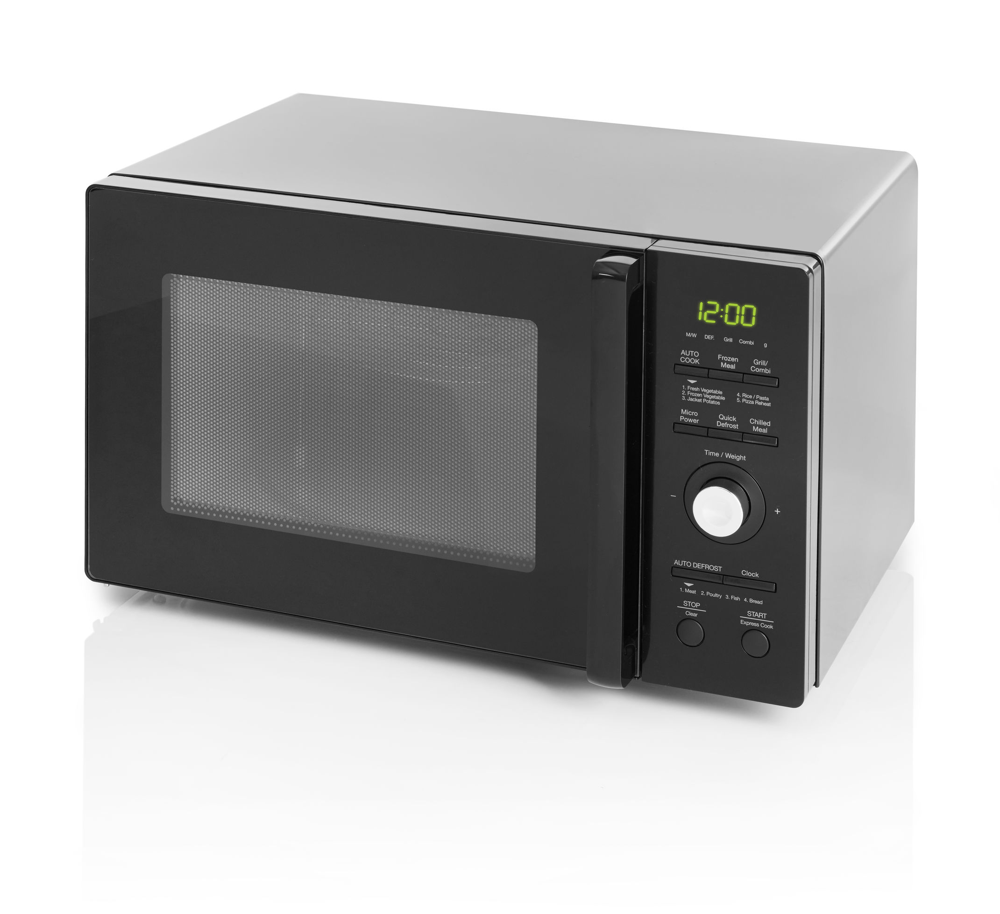 12:00
M/W DEF. Grill Combi g
AUTO
COOK
Frozen
Meal
Grill/
Combi
1. Fresh Vegetable
2. Frozen Vegetable
3. Jacket Potatos
4. Rice / Pasta
5. Pizza Reheat
Micro
Power
Quick
Defrost
Chilled
Meal
Time / Weight
− +
AUTO DEFROST
Clock
1. Meat 2. Poultry 3. Fish 4. Bread
STOP
Clear
START
Express Cook